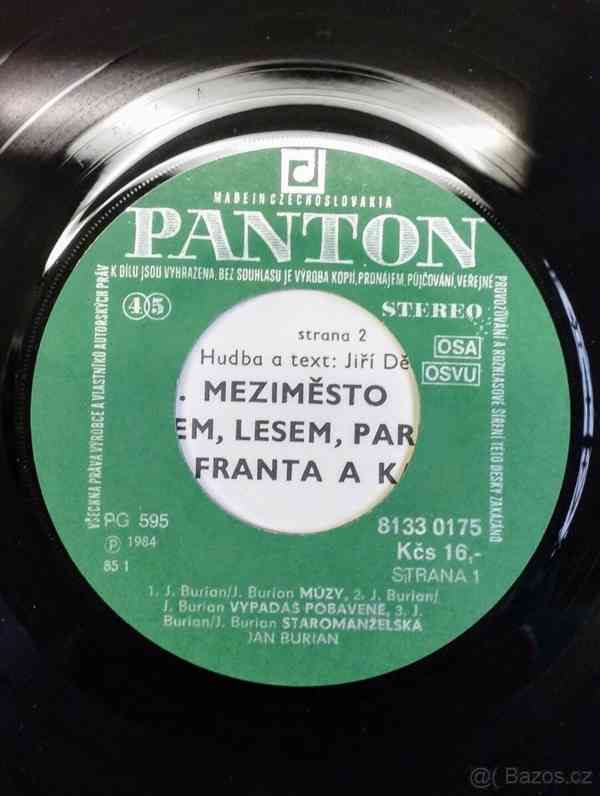 MADE IN CZECHOSLOVAKIA
PANTON
VŠECHNA PRÁVA VÝROBCE A VLASTNÍKŮ AUTORSKÝCH PRÁV
K DÍLU JSOU VYHRAZENA. BEZ SOUHLASU JE VÝROBA KOPIÍ, PRONÁJEM, PŮJČOVÁNÍ, VEŘEJNÉ
PROVOZOVÁNÍ A ROZHLASOVÉ ŠÍŘENÍ TÉTO DESKY ZAKÁZÁNO
45
STEREO
OSA
OSVU
strana 2
Hudba a text: Jiří Dě
. MEZIMĚSTO
EM, LESEM, PAR
FRANTA A K
PG 595
Ⓟ 1984
85 1
8133 0175
Kčs 16,-
STRANA 1
1. J. Burian/J. Burian MÚZY, 2. J. Burian/
J. Burian VYPADÁŠ POBAVENĚ, 3. J.
Burian/J. Burian STAROMANŽELSKÁ
JAN BURIAN
@( Bazos.cz